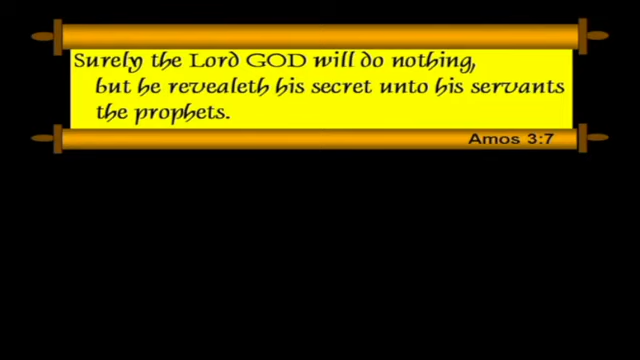 Surely the Lord GOD will do nothing,
but he revealeth his secret unto his servants
the prophets.
Amos 3:7